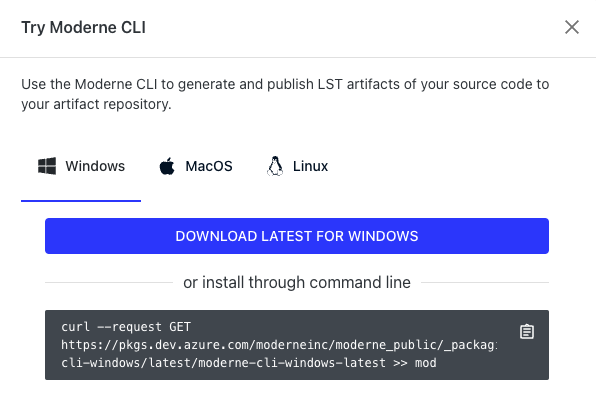 Try Moderne CLI
Use the Moderne CLI to generate and publish LST artifacts of your source code to
your artifact repository.
Windows MacOS Linux
DOWNLOAD LATEST FOR WINDOWS
or install through command line
curl --request GET
https://pkgs.dev.azure.com/moderneinc/moderne_public/_packagi
cli-windows/latest/moderne-cli-windows-latest >> mod